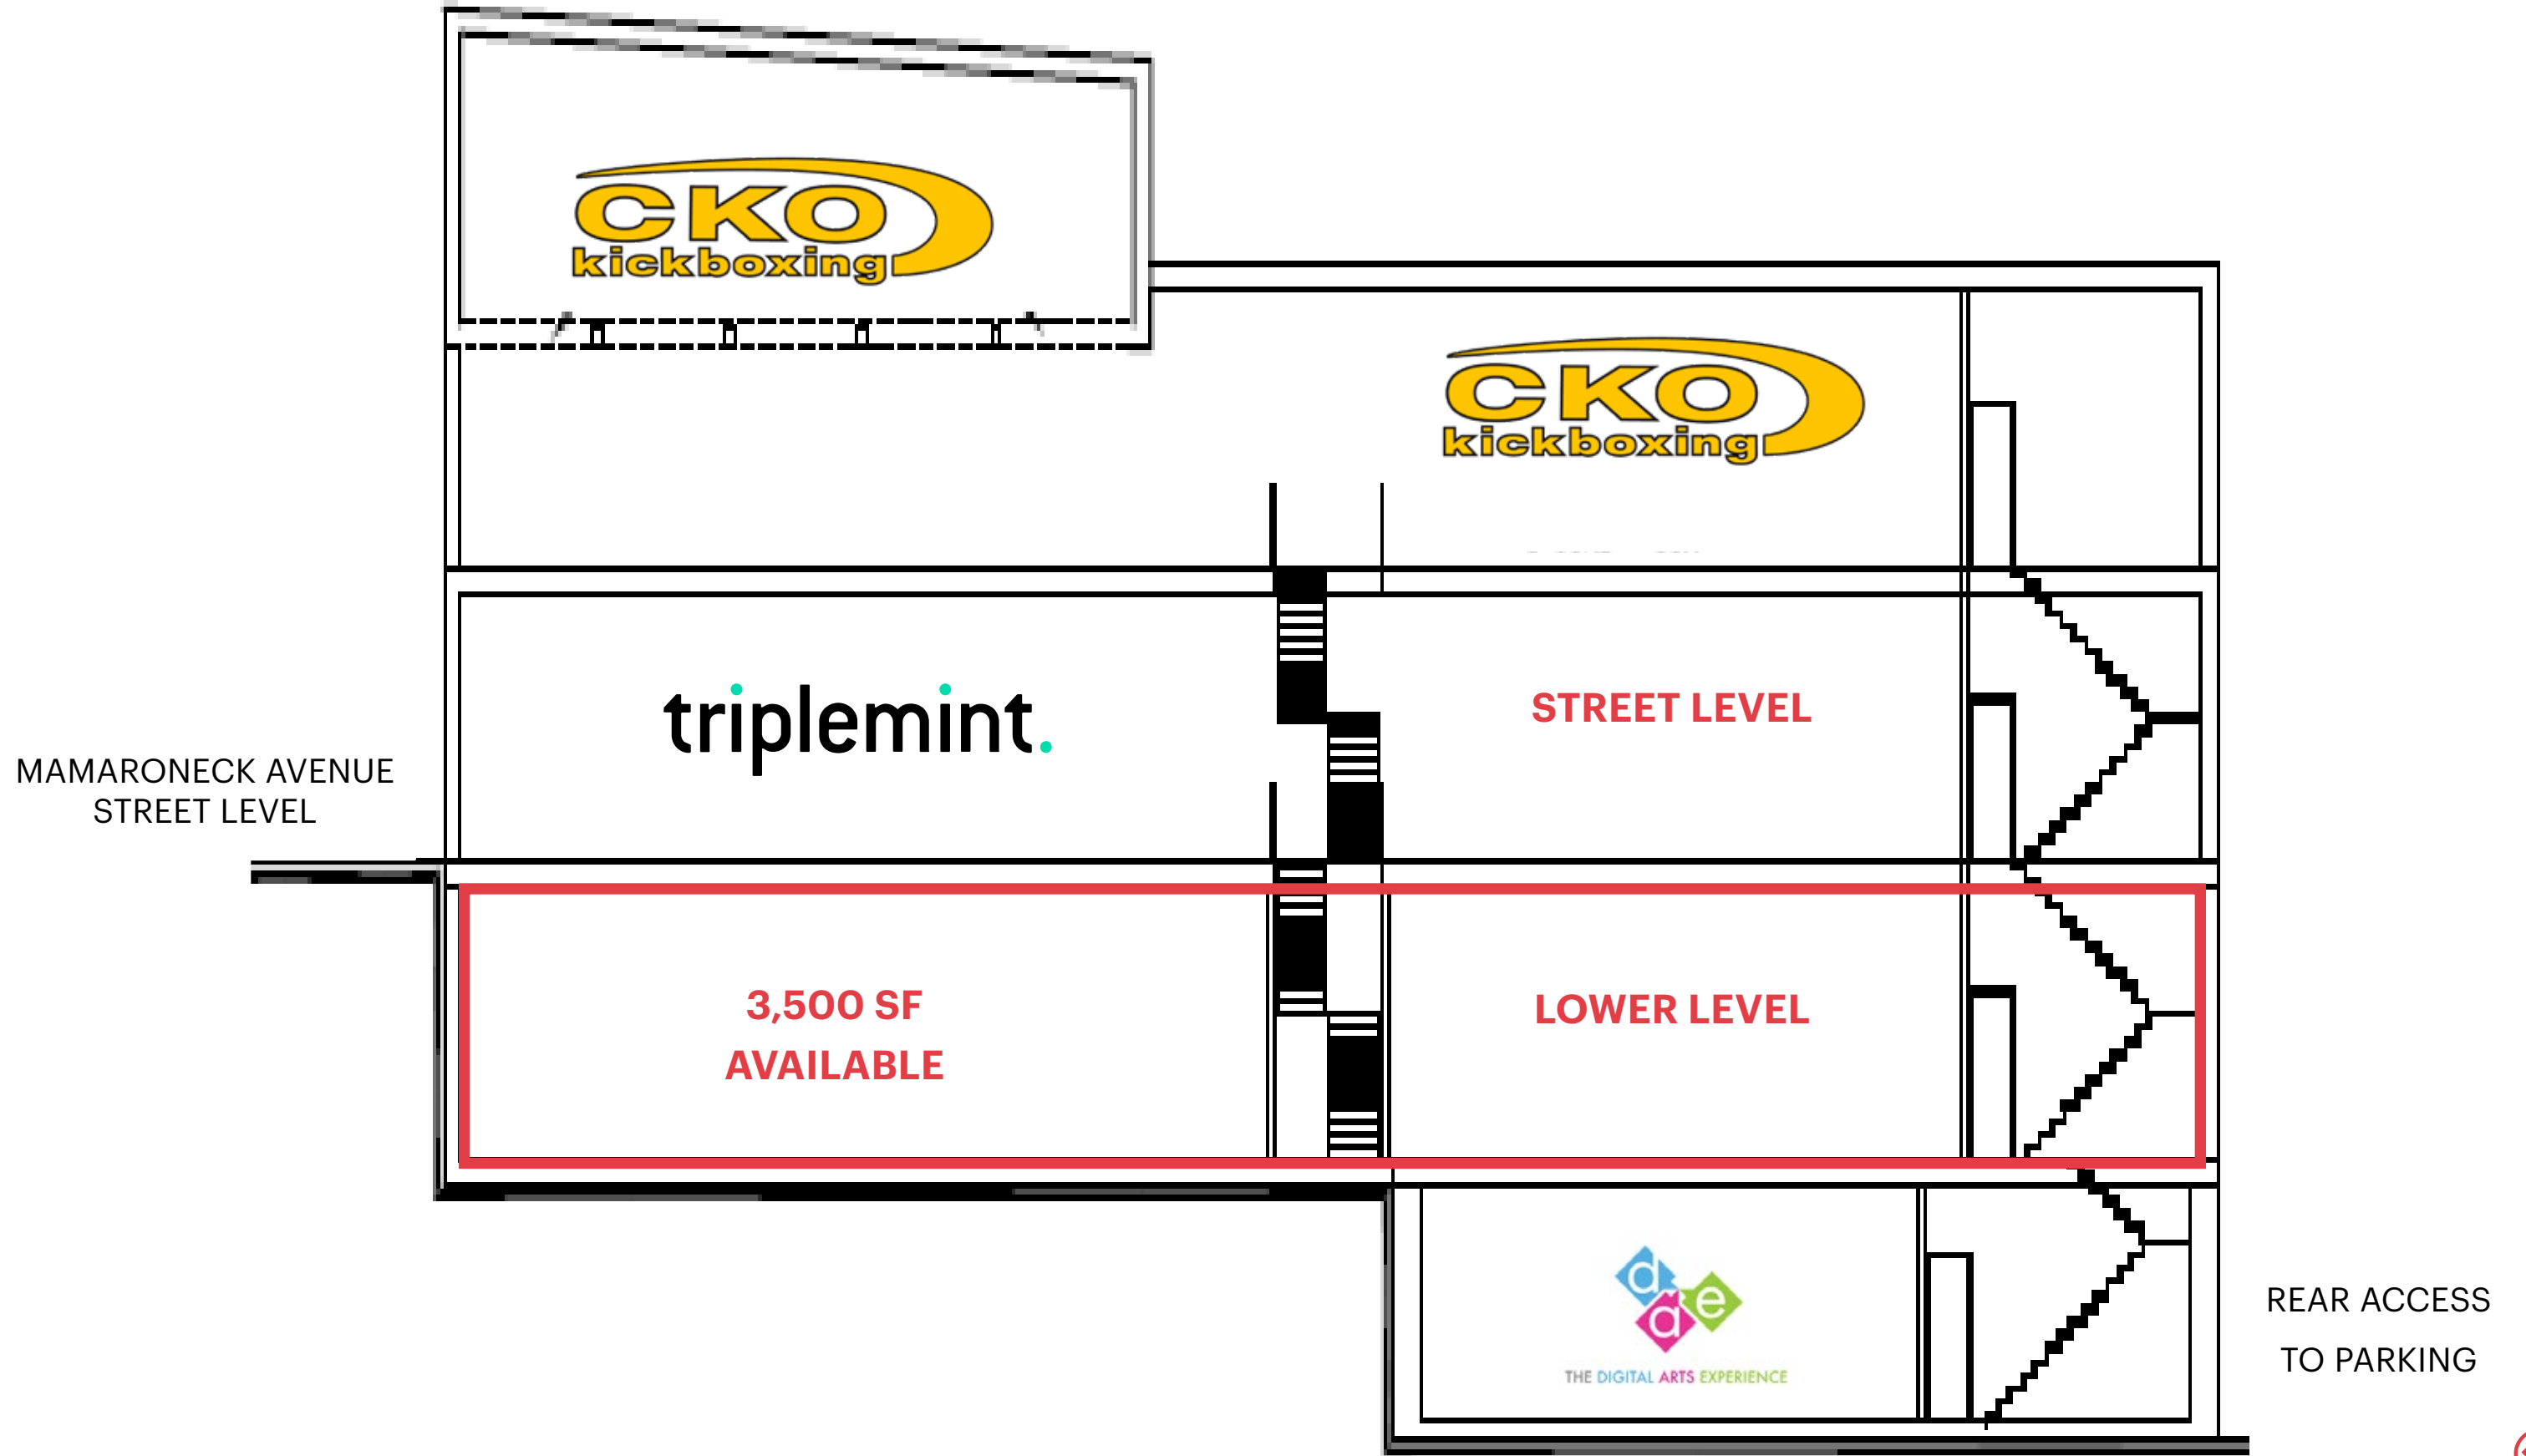 CKO
kickboxing
CKO
kickboxing
triplemint.
STREET LEVEL
MAMARONECK AVENUE
STREET LEVEL
3,500 SF
AVAILABLE
LOWER LEVEL
d
a e
THE DIGITAL ARTS EXPERIENCE
REAR ACCESS
TO PARKING